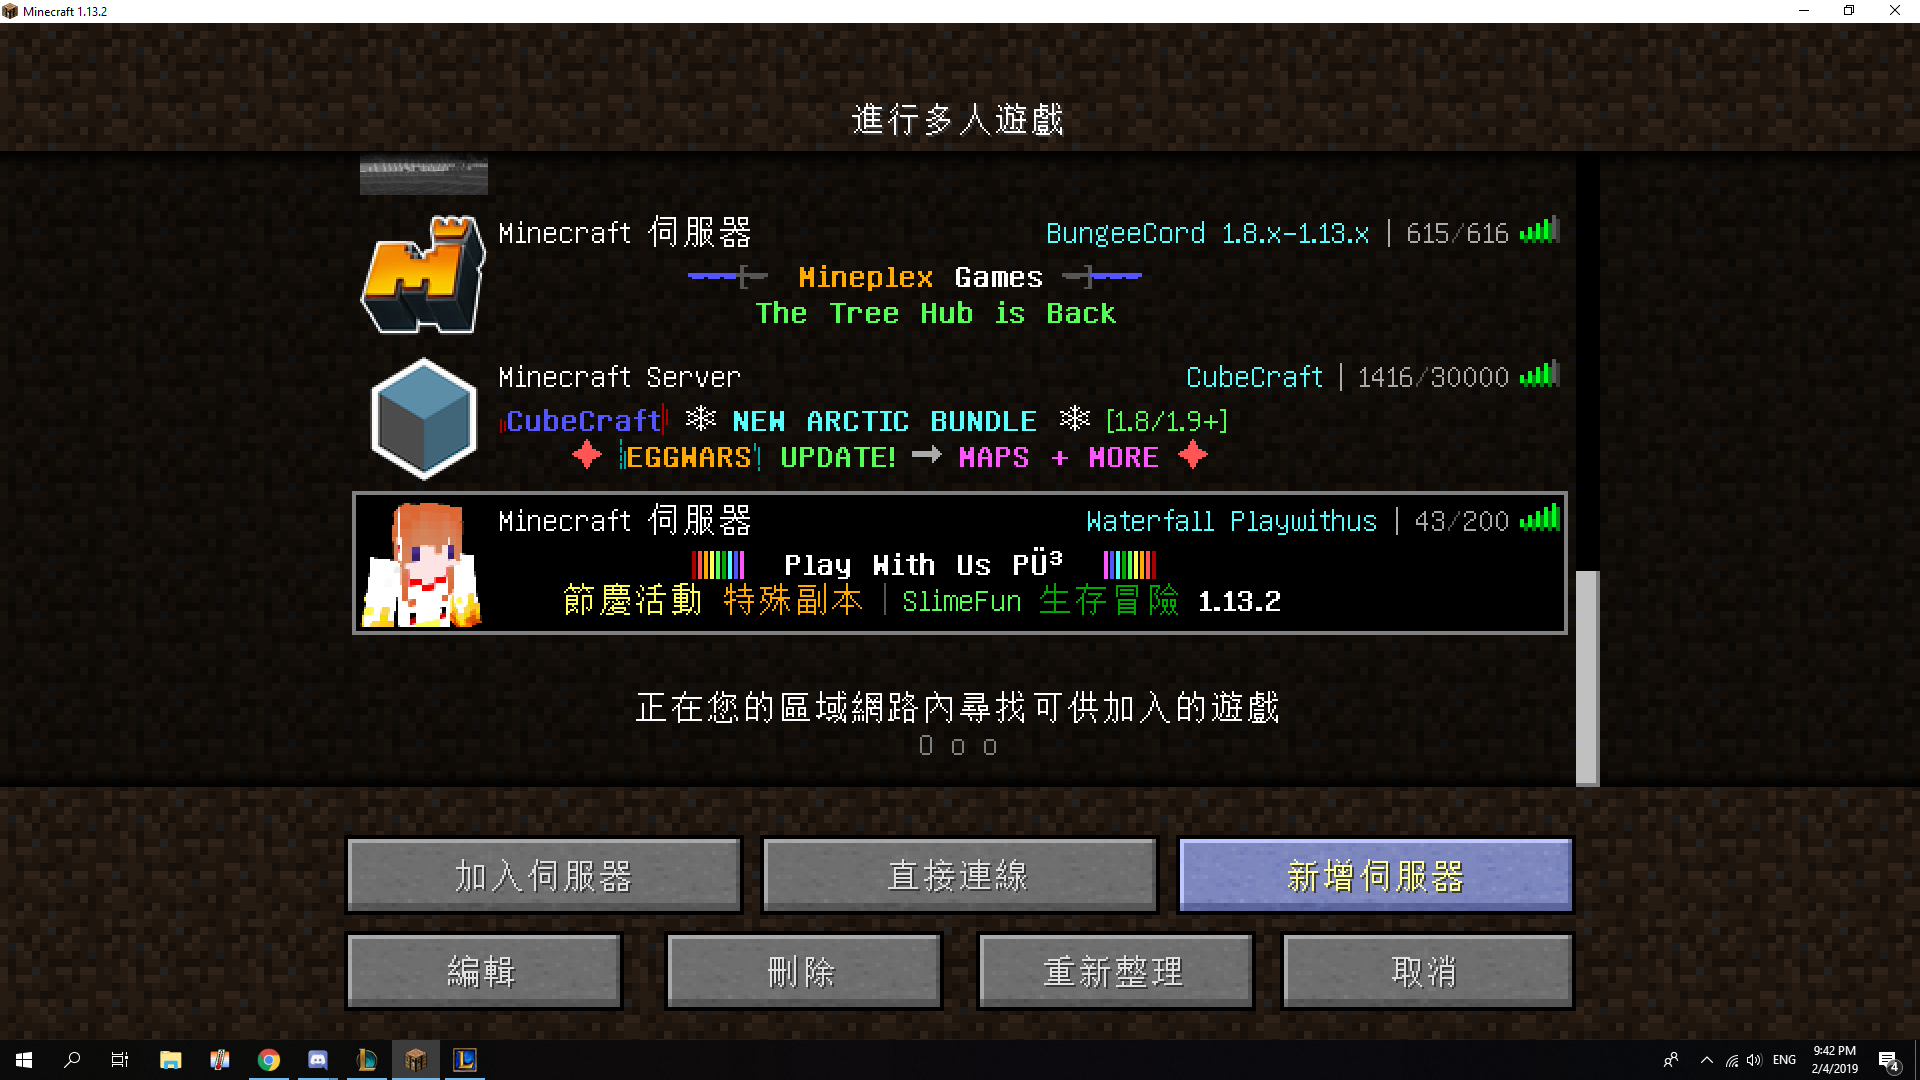 Minecraft 1.13.2
進行多人遊戲
Minecraft 伺服器 BungeeCord 1.8.x-1.13.x | 615/616
Mineplex Games
The Tree Hub is Back
Minecraft Server CubeCraft | 1416/30000
CubeCraft ❄ NEW ARCTIC BUNDLE ❄ [1.8/1.9+]
✦ EGGWARS UPDATE! → MAPS + MORE ✦
Minecraft 伺服器 Waterfall Playwithus | 43/200
Play With Us PÜ³
節慶活動 特殊副本 | SlimeFun 生存冒險 1.13.2
正在您的區域網路內尋找可供加入的遊戲
O o o
加入伺服器 直接連線 新增伺服器
編輯 刪除 重新整理 取消
ENG 9:42 PM
2/4/2019 4